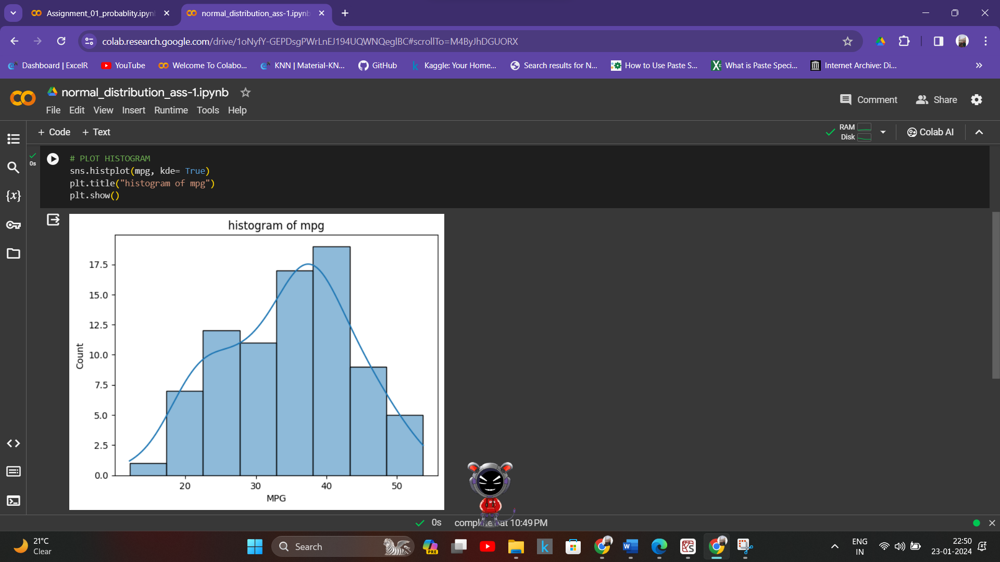 Assignment_01_probablity.ipyn
normal_distribution_ass-1.ipynb
colab.research.google.com/drive/1oNyfY-GEPDsgPWrLnEJ194UQWNQeglBC#scrollTo=M4ByJhDGUORX
Dashboard | ExcelR
YouTube
Welcome To Colabo...
KNN | Material-KN...
GitHub
Kaggle: Your Home...
Search results for N...
How to Use Paste S...
What is Paste Speci...
Internet Archive: Di...
normal_distribution_ass-1.ipynb
File Edit View Insert Runtime Tools Help
Comment
Share
+ Code + Text
RAM
Disk
Colab AI
0s
# PLOT HISTOGRAM
sns.histplot(mpg, kde= True)
plt.title("histogram of mpg")
plt.show()
{x}
histogram of mpg
17.5
15.0
12.5
10.0
7.5
5.0
2.5
0.0
Count
20 30 40 50
MPG
0s
at 10:49 PM
21°C
Clear
Search
PRE
ENG
IN
22:50
23-01-2024